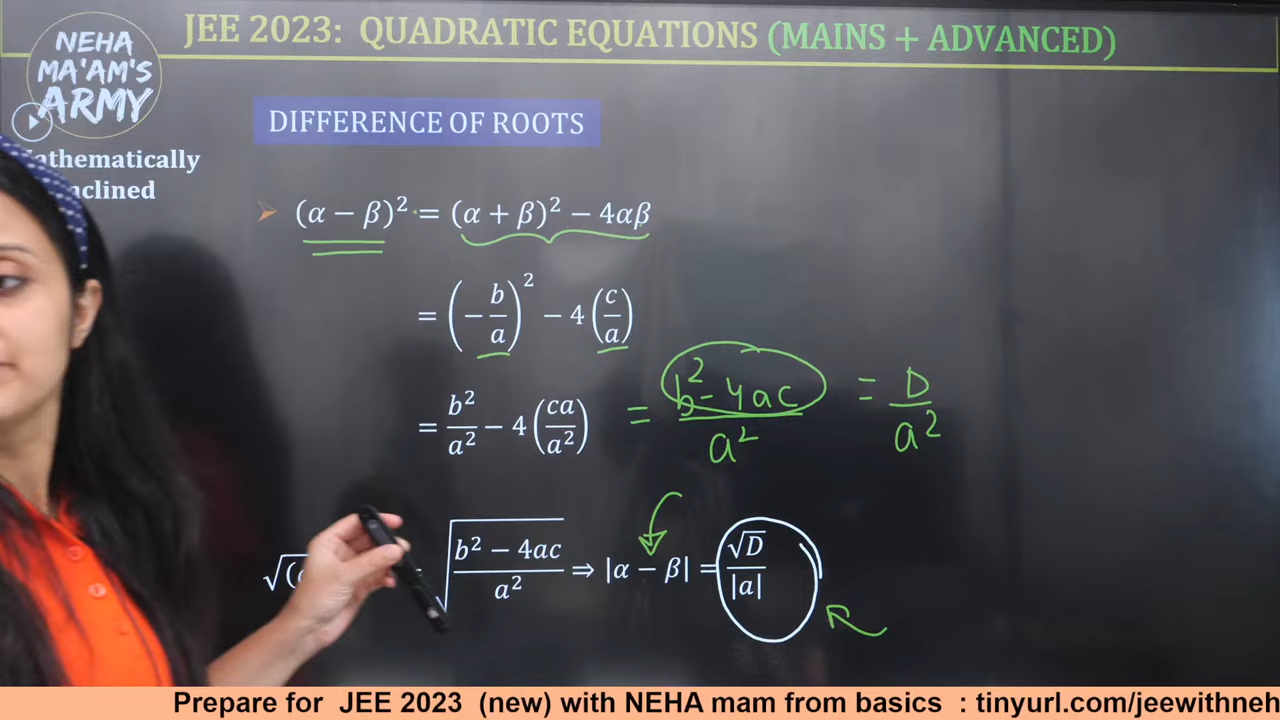 JEE 2023: QUADRATIC EQUATIONS (MAINS + ADVANCED)
NEHA
MA'AM'S
ARMY
athematically
nclined
DIFFERENCE OF ROOTS
(α − β)² = (α + β)² − 4αβ
= (−b/a)² − 4(c/a)
= b²/a² − 4(ca/a²) = (b² − 4ac)/a² = D/a²
√( √((b² − 4ac)/a²) ⇒ |α − β| = √D/|a|
Prepare for JEE 2023 (new) with NEHA mam from basics : tinyurl.com/jeewithneh